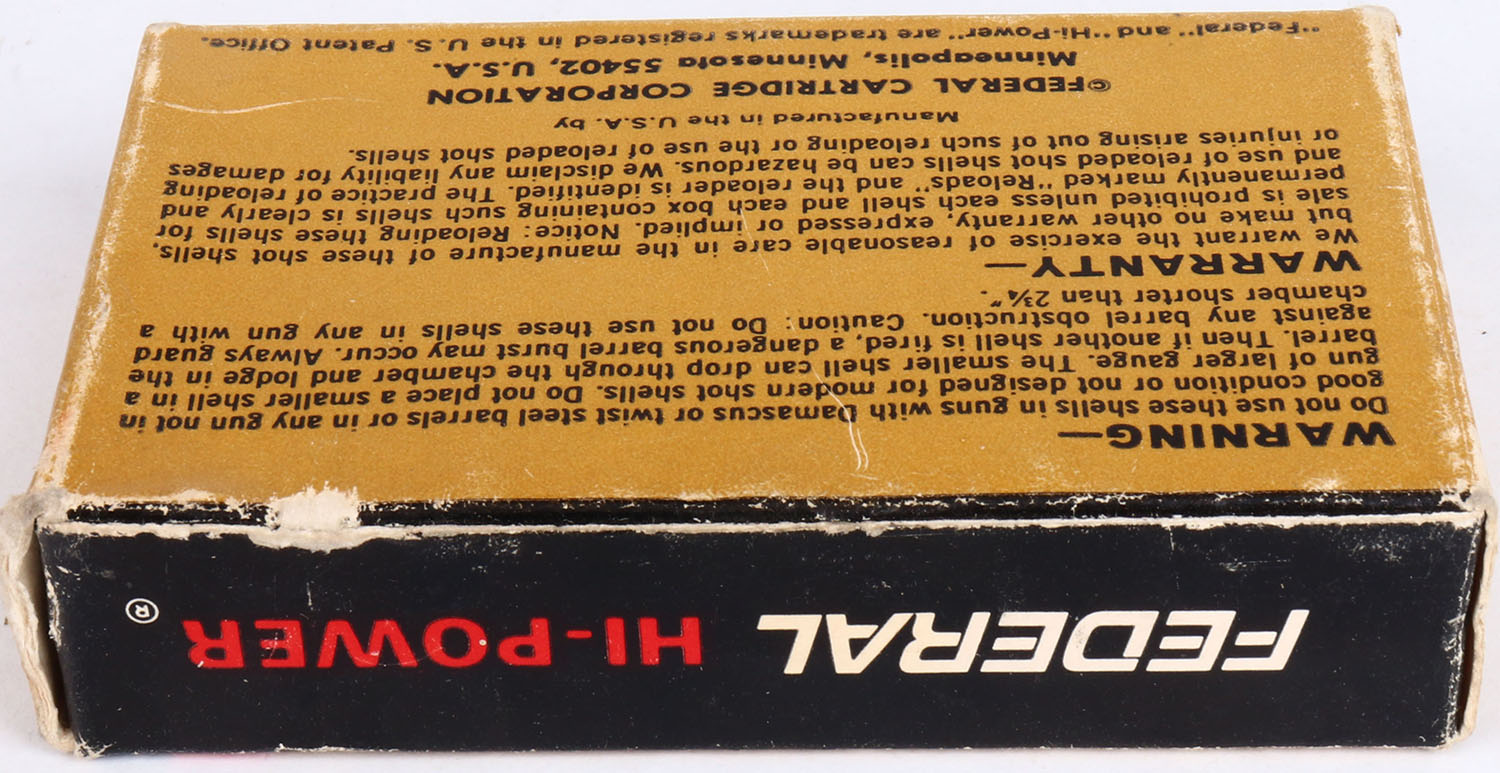 FEDERAL HI-POWER ®
WARNING—
Do not use these shells in guns with Damascus or twist steel barrels or in any gun not in
good condition or not designed for modern shot shells. Do not place a smaller shell in a
gun of larger gauge. The smaller shell can drop through the chamber and lodge in the
barrel. Then if another shell is fired, a dangerous barrel burst may occur. Always guard
against any barrel obstruction. Caution: Do not use these shells in any gun with a
chamber shorter than 2¾".
WARRANTY—
We warrant the exercise of reasonable care in the manufacture of these shot shells,
but make no other warranty, expressed or implied. Notice: Reloading these shells for
sale is prohibited unless each shell and each box containing such shells is clearly and
permanently marked "Reloads" and the reloader is identified. The practice of reloading
and use of reloaded shot shells can be hazardous. We disclaim any liability for damages
or injuries arising out of such reloading or the use of reloaded shot shells.
Manufactured in the U.S.A. by
©FEDERAL CARTRIDGE CORPORATION
Minneapolis, Minnesota 55402, U.S.A.
"Federal" and "Hi-Power" are trademarks registered in the U.S. Patent Office.